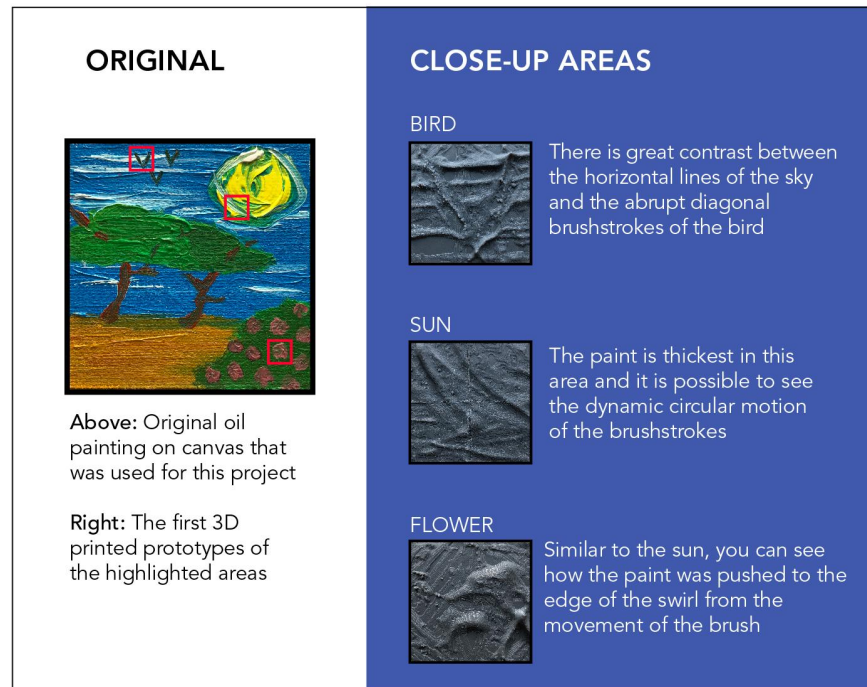 ORIGINAL
Above: Original oil
painting on canvas that
was used for this project
Right: The first 3D
printed prototypes of
the highlighted areas
CLOSE-UP AREAS
BIRD
There is great contrast between
the horizontal lines of the sky
and the abrupt diagonal
brushstrokes of the bird
SUN
The paint is thickest in this
area and it is possible to see
the dynamic circular motion
of the brushstrokes
FLOWER
Similar to the sun, you can see
how the paint was pushed to the
edge of the swirl from the
movement of the brush